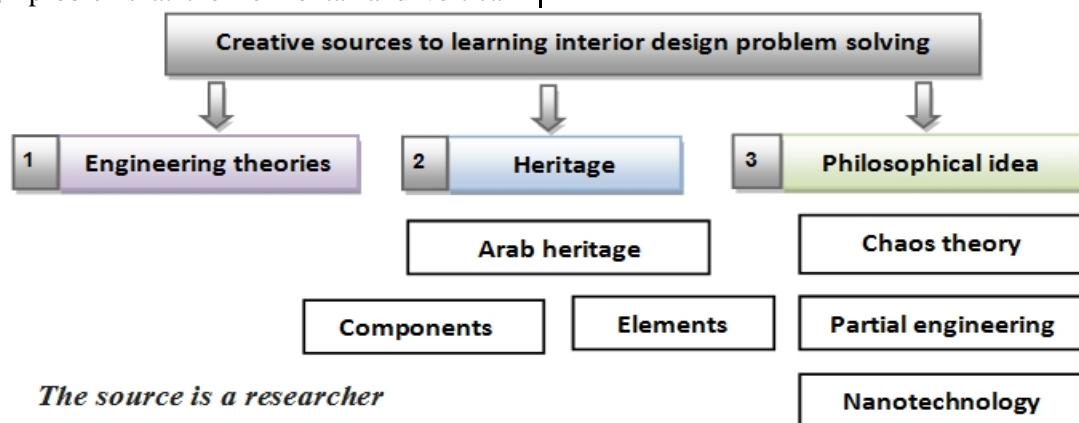 Creative sources to learning interior design problem solving
1 Engineering theories
2 Heritage
3 Philosophical idea
Arab heritage
Chaos theory
Components
Elements
Partial engineering
The source is a researcher
Nanotechnology